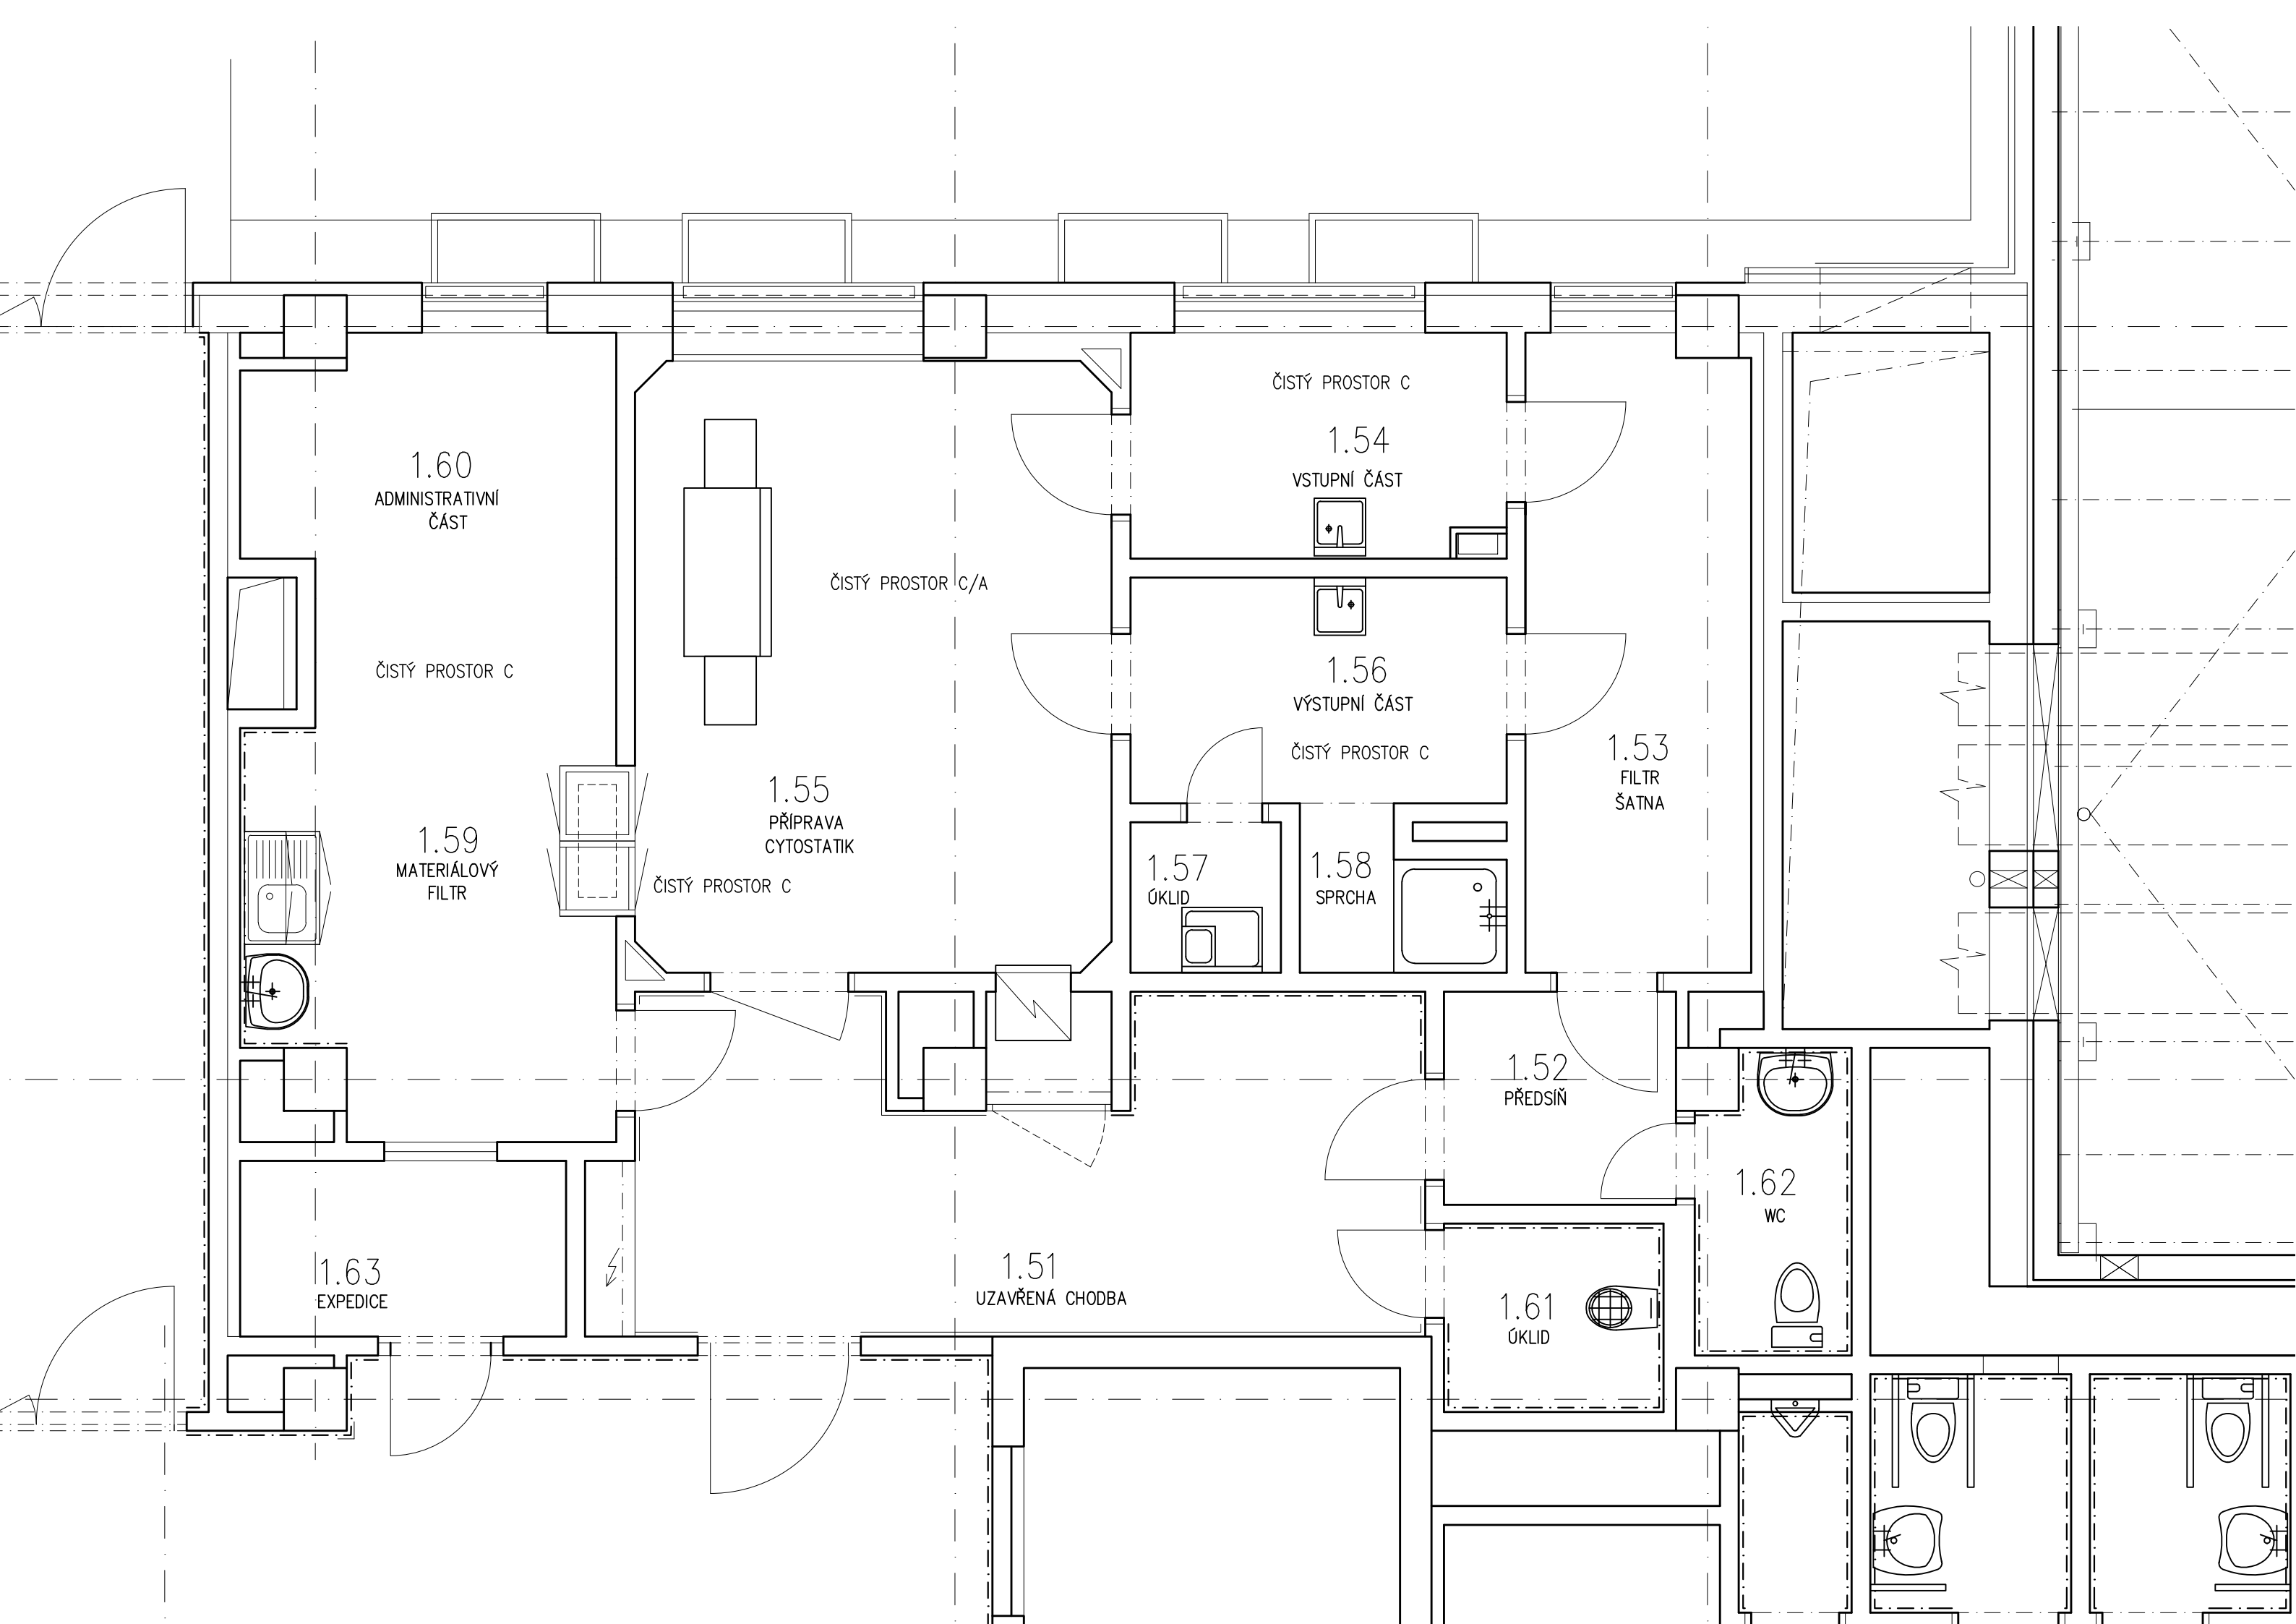 ČISTÝ PROSTOR C
1.54
VSTUPNÍ ČÁST
1.60
ADMINISTRATIVNÍ
ČÁST
ČISTÝ PROSTOR C/A
ČISTÝ PROSTOR C
1.56
VÝSTUPNÍ ČÁST
ČISTÝ PROSTOR C
1.53
FILTR
ŠATNA
1.55
PŘÍPRAVA
CYTOSTATIK
1.59
MATERIÁLOVÝ
FILTR
ČISTÝ PROSTOR C
1.57
ÚKLID
1.58
SPRCHA
1.52
PŘEDSÍŇ
1.62
WC
1.63
EXPEDICE
1.51
UZAVŘENÁ CHODBA
1.61
ÚKLID